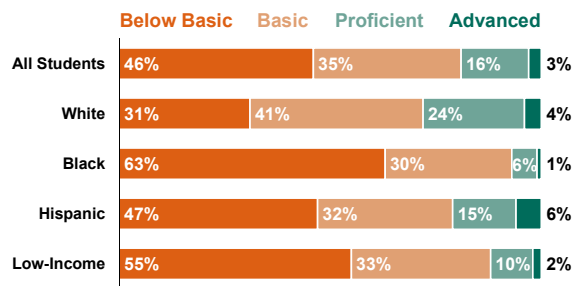 Below Basic Basic Proficient Advanced
All Students 46% 35% 16% 3%
White 31% 41% 24% 4%
Black 63% 30% 6% 1%
Hispanic 47% 32% 15% 6%
Low-Income 55% 33% 10% 2%